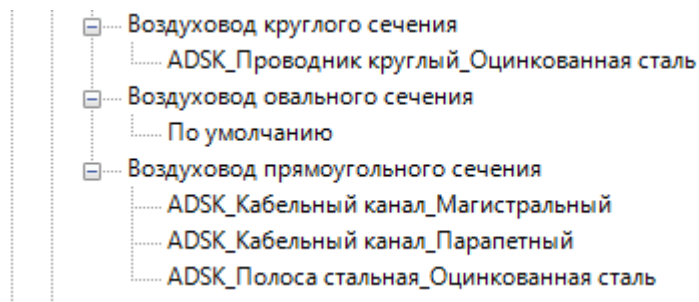 Воздуховод круглого сечения
ADSK_Проводник круглый_Оцинкованная сталь
Воздуховод овального сечения
По умолчанию
Воздуховод прямоугольного сечения
ADSK_Кабельный канал_Магистральный
ADSK_Кабельный канал_Парапетный
ADSK_Полоса стальная_Оцинкованная сталь